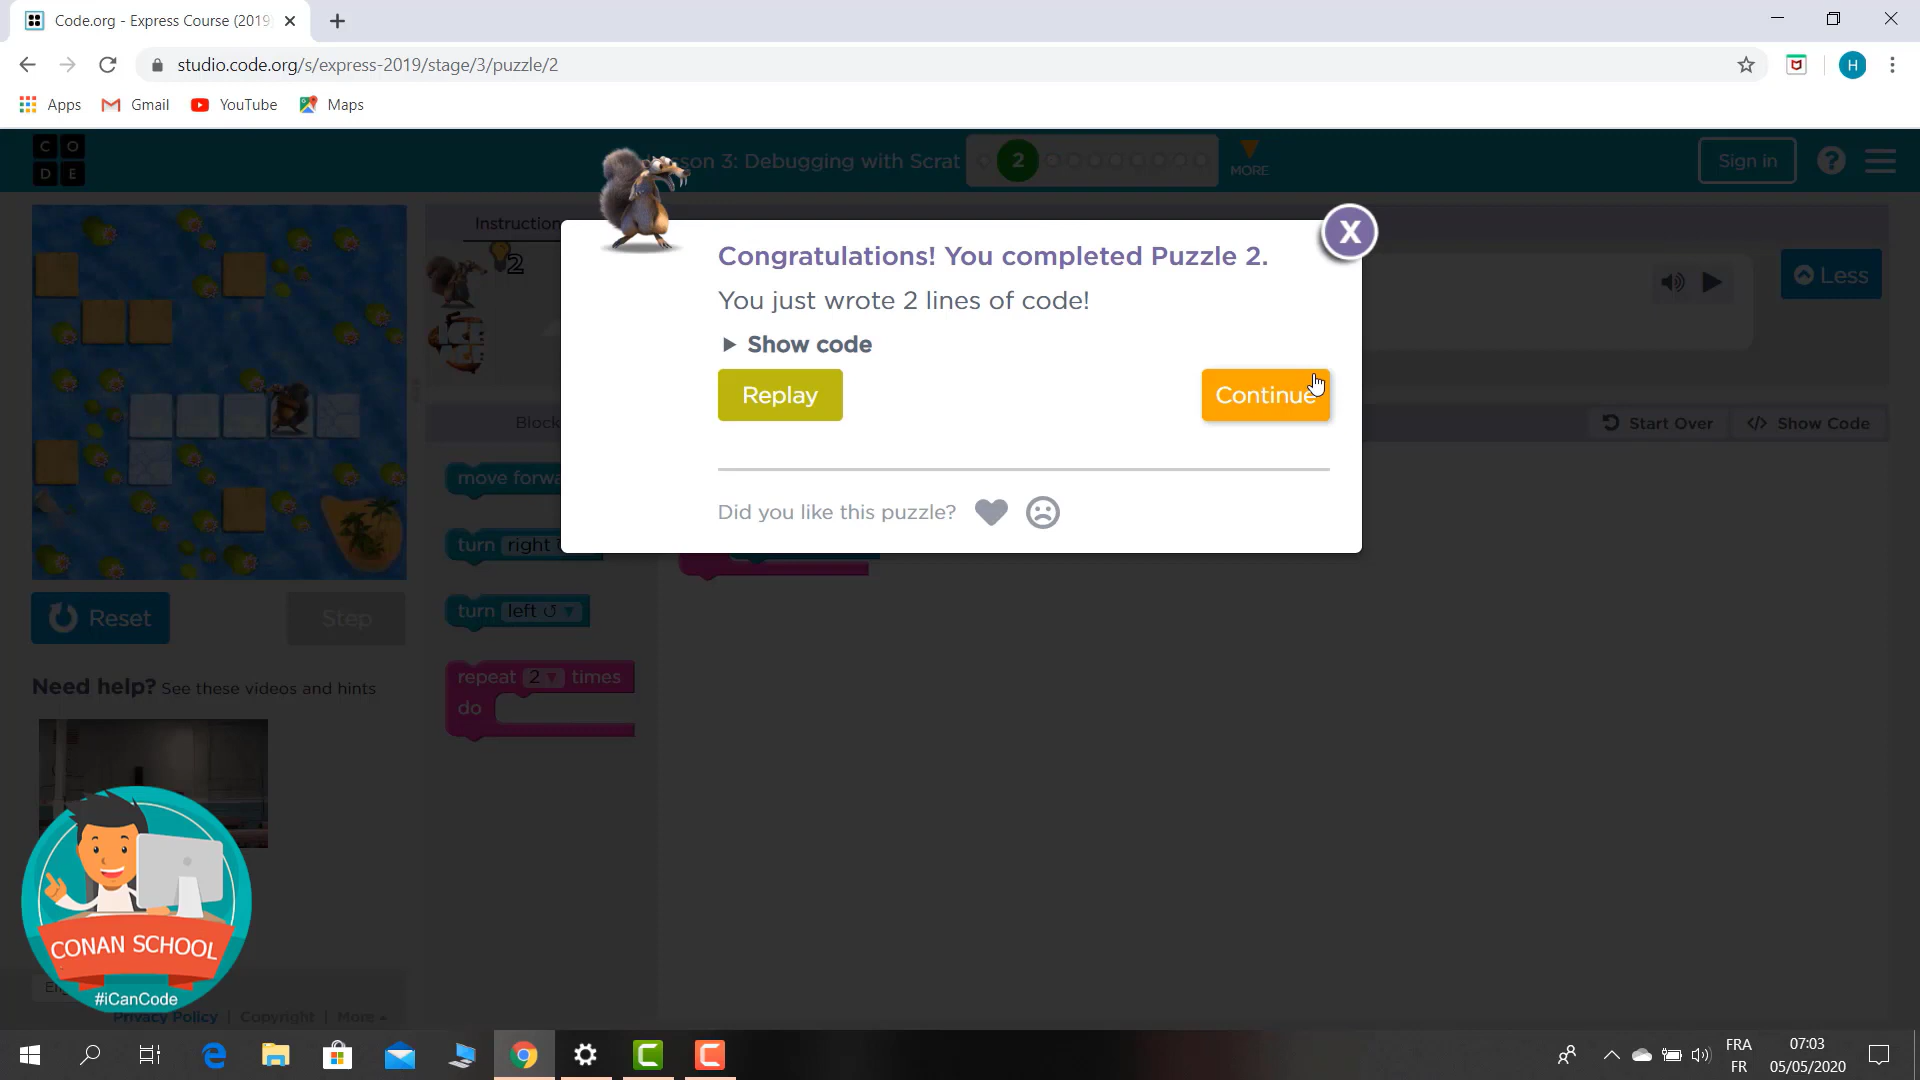 Code.org - Express Course (2019
studio.code.org/s/express-2019/stage/3/puzzle/2
H
Apps
Gmail
YouTube
Maps
C O
D E
sson 3: Debugging with Scrat
2
MORE
Sign in
?
Instruction
2
X
Congratulations! You completed Puzzle 2.
You just wrote 2 lines of code!
Show code
Replay
Continue
Less
Did you like this puzzle?
Block
Start Over
</> Show Code
move forwa
turn right
turn left
repeat 2 times
do
Reset
Step
Need help? See these videos and hints
CONAN SCHOOL
#iCanCode
Privacy Policy | Copyright | More
FRA
FR
07:03
05/05/2020